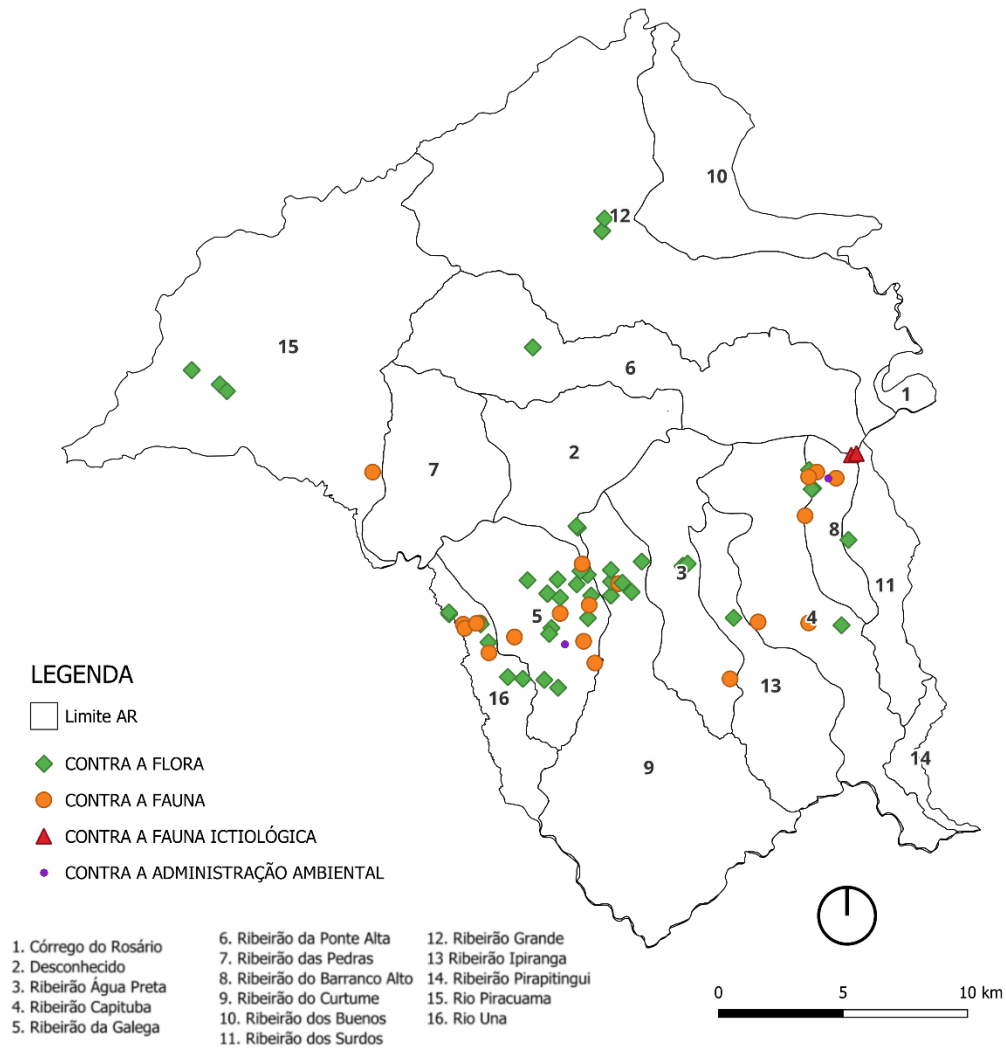 10
12
15
6
1
7
2
8
3
11
5
4
13
16
14
9
LEGENDA
Limite AR
CONTRA A FLORA
CONTRA A FAUNA
CONTRA A FAUNA ICTIOLÓGICA
CONTRA A ADMINISTRAÇÃO AMBIENTAL
1. Córrego do Rosário
2. Desconhecido
3. Ribeirão Água Preta
4. Ribeirão Capituba
5. Ribeirão da Galega
6. Ribeirão da Ponte Alta
7. Ribeirão das Pedras
8. Ribeirão do Barranco Alto
9. Ribeirão do Curtume
10. Ribeirão dos Buenos
11. Ribeirão dos Surdos
12. Ribeirão Grande
13 Ribeirão Ipiranga
14. Ribeirão Pirapitingui
15. Rio Piracuama
16. Rio Una
0 5 10 km